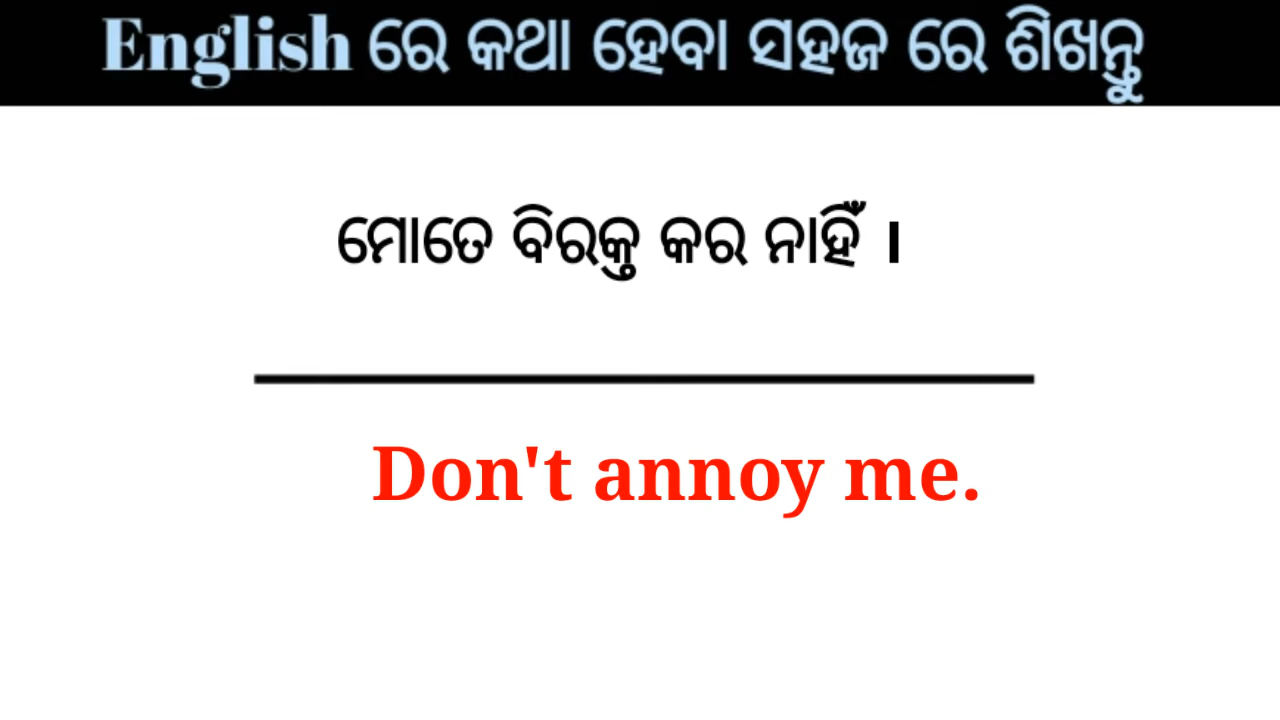 English ରେ କଥା ହେବା ସହଜ ରେ ଶିଖନ୍ତୁ
ମୋତେ ବିରକ୍ତ କର ନାହିଁ ।
Don't annoy me.